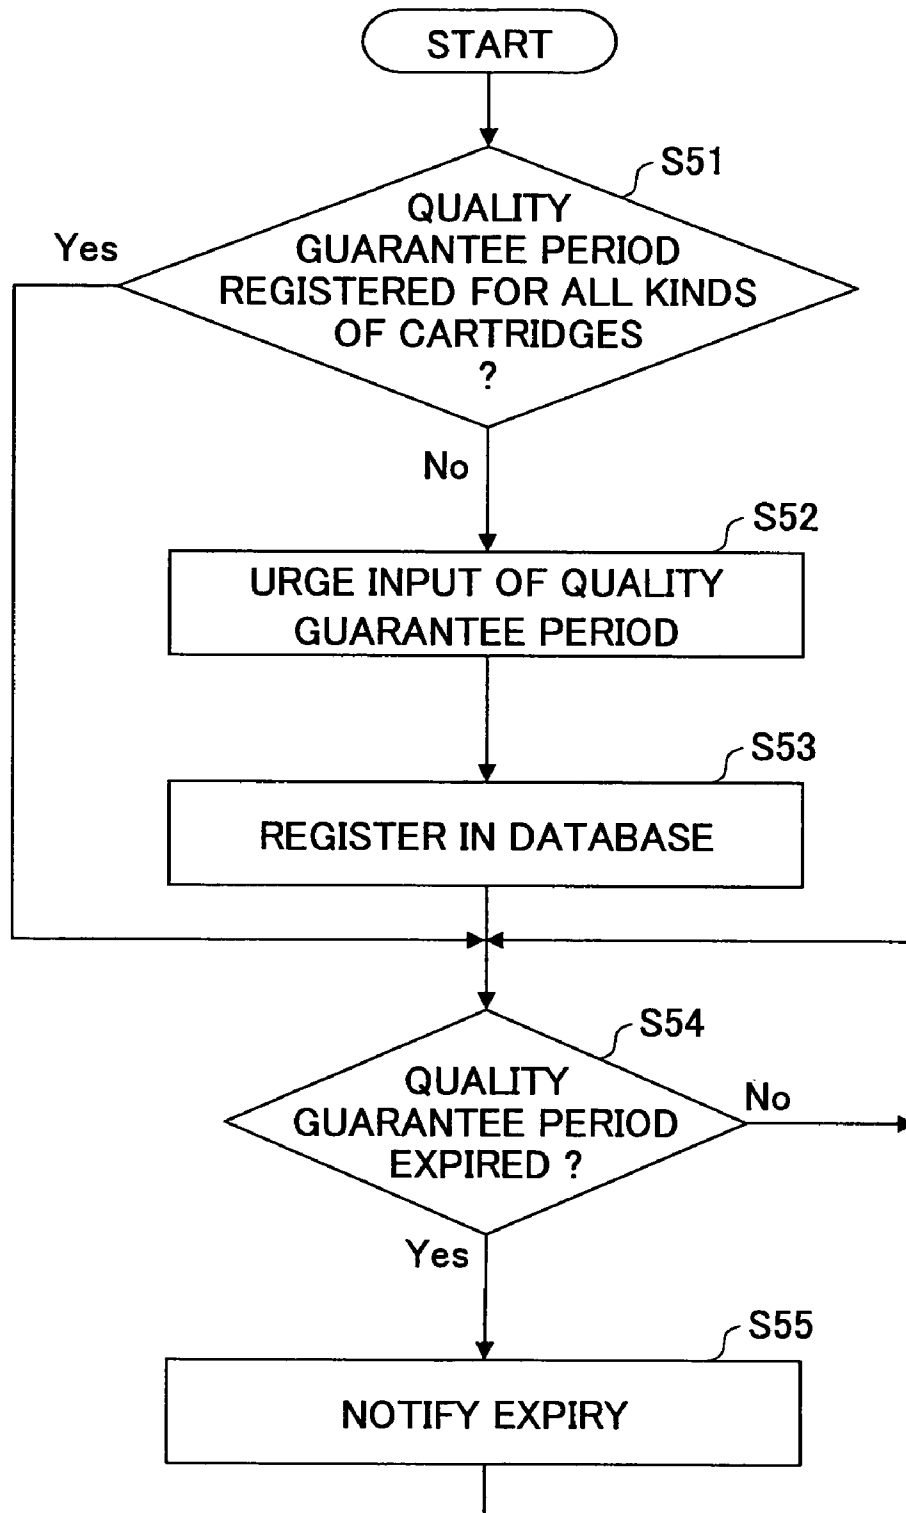 START
S51
QUALITY
GUARANTEE PERIOD
REGISTERED FOR ALL KINDS
OF CARTRIDGES
?
Yes
No
S52
URGE INPUT OF QUALITY
GUARANTEE PERIOD
S53
REGISTER IN DATABASE
S54
QUALITY
GUARANTEE PERIOD
EXPIRED ?
No
Yes
S55
NOTIFY EXPIRY